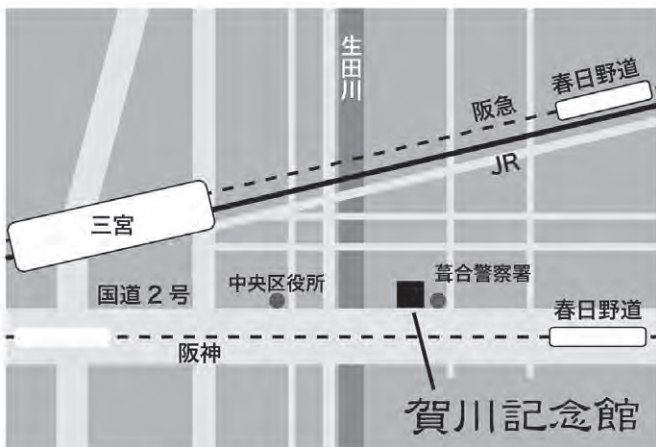 生田川
春日野道
阪急
JR
三宮
国道2号
中央区役所
葺合警察署
春日野道
阪神
賀川記念館